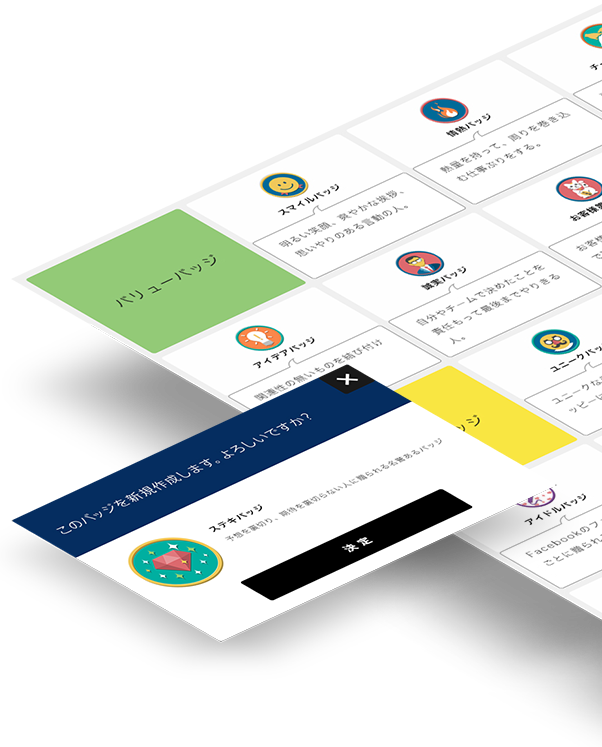 バリューバッジ
スマイルバッジ
明るい笑顔、爽やかな挨拶、
思いやりのある言動の人。
情熱バッジ
熱量を持って、周りを巻き込
む仕事ぶりをする。
チ
アイデアバッジ
関連性の無いものを結び付け
誠実バッジ
自分やチームで決めたことを
責任もって最後までやりきる
人。
お客様
お客様
で
ッジ
ユニークバッ
ユニークな
ッピーに
アイドルバッジ
Facebookのフ
ごとに贈られ
このバッジを新規作成します。よろしいですか?
ステキバッジ
予想を裏切り、期待を裏切らない人に贈られる名誉あるバッジ
決定